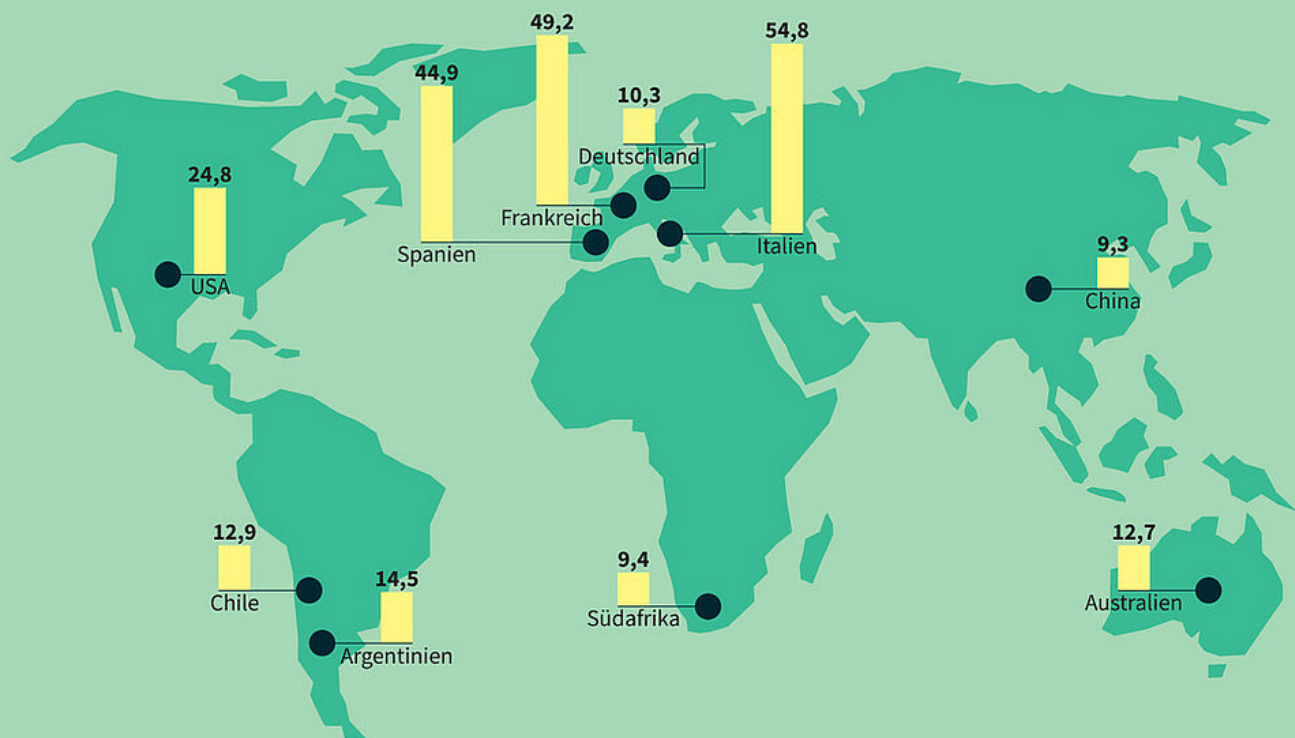 49,2
54,8
44,9
10,3
Deutschland
24,8
Frankreich
Italien
Spanien
9,3
USA
China
12,9
Chile
14,5
Argentinien
9,4
Südafrika
12,7
Australien